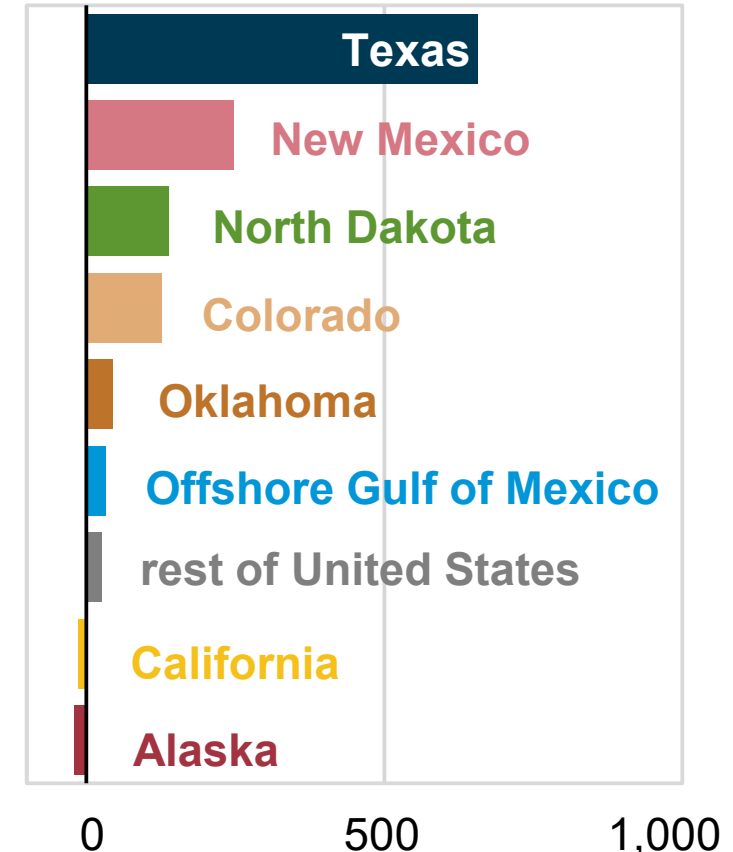 Texas
New Mexico
North Dakota
Colorado
Oklahoma
Offshore Gulf of Mexico
rest of United States
California
Alaska
0 500 1,000